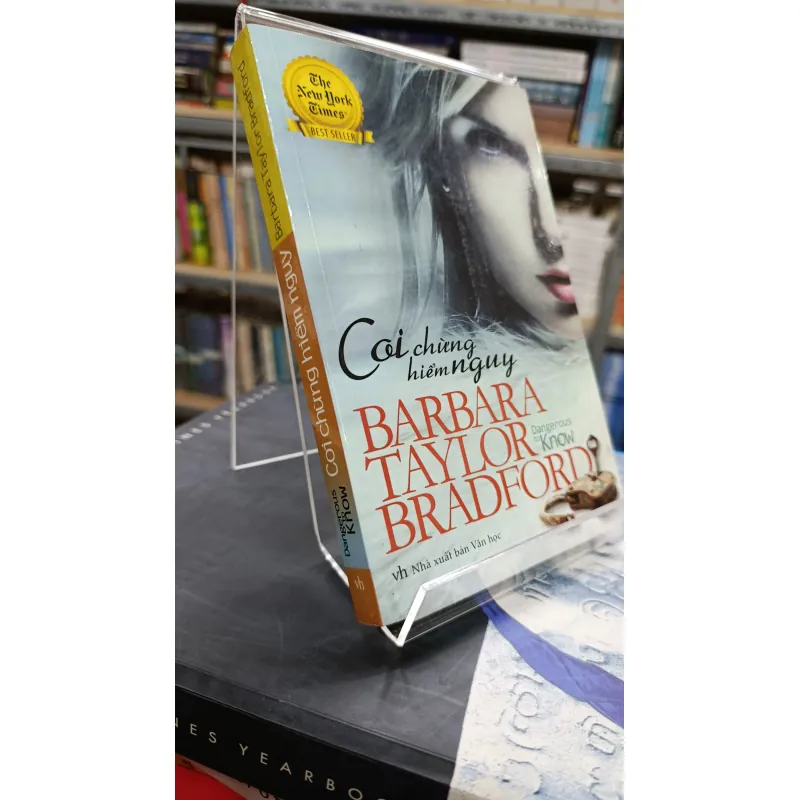 The
New York
Times
BEST SELLER
Coi chừng
hiểm nguy
BARBARA
TAYLOR
BRADFORD
Dangerous
to Know
vh Nhà xuất bản Văn học
Barbara Taylor Bradford
Coi chừng hiểm nguy
Dangerous
to Know
vh
UES YEARBO